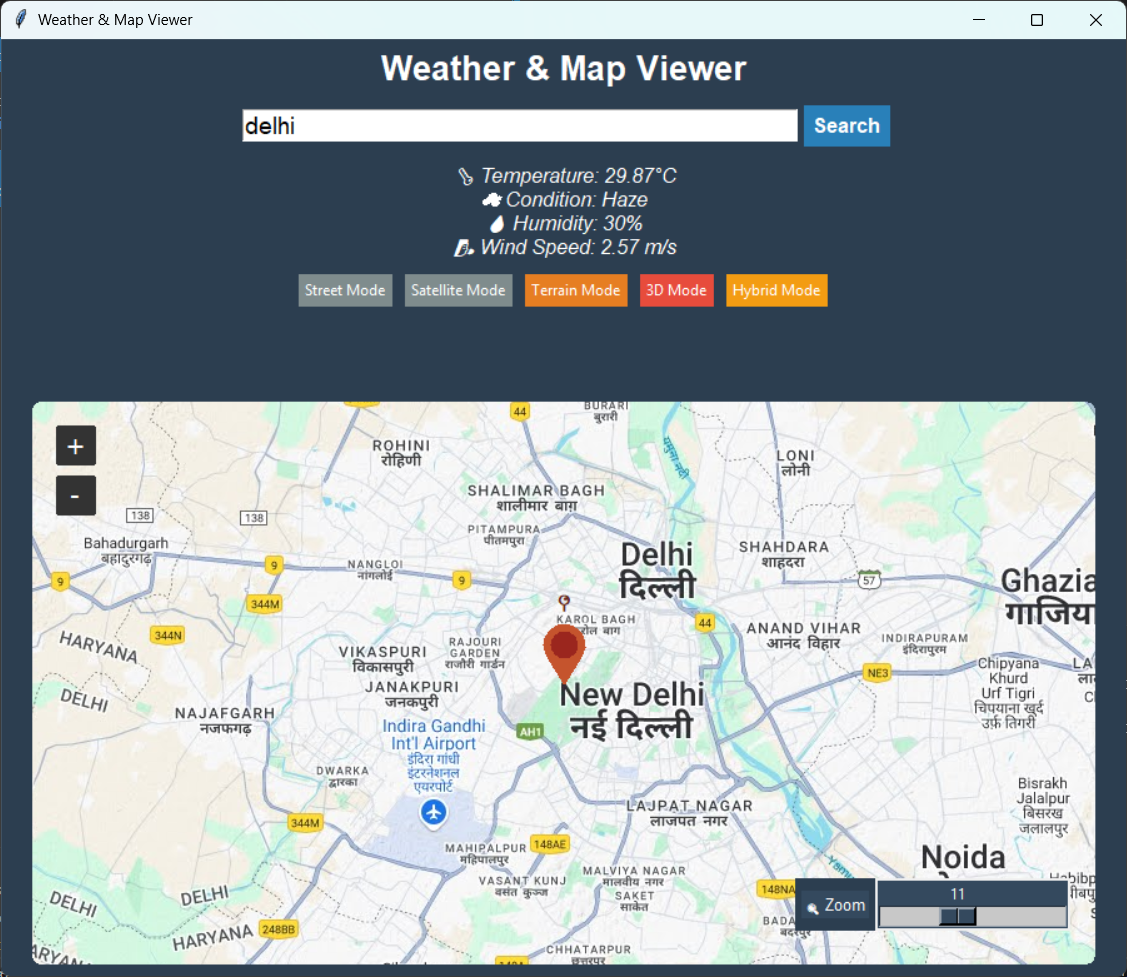 Weather & Map Viewer
Weather & Map Viewer
delhi
Search
Temperature: 29.87°C
Condition: Haze
Humidity: 30%
Wind Speed: 2.57 m/s
Street Mode
Satellite Mode
Terrain Mode
3D Mode
Hybrid Mode
+
-
44
BURARI
बुरारी
ROHINI
रोहिणी
यमुना नदी
LONI
लोनी
SHALIMAR BAGH
शालीमार बाग़
138
138
PITAMPURA
पीतमपुरा
Bahadurgarh
बहादुरगढ़
Delhi
दिल्ली
SHAHDARA
शाहदरा
NANGLOI
नांगलोई
9
9
9
57
Ghazia
गाजिया
344M
KAROL BAGH
रोल बाग
44
344N
HARYANA
RAJOURI
GARDEN
राजौरी गार्डन
ANAND VIHAR
आनंद विहार
INDIRAPURAM
इंदिरापुरम
VIKASPURI
विकासपुरी
NE3
Chipyana
Khurd
Urf Tigri
चिपयाना खुर्द
उर्फ़ तिगरी
JANAKPURI
जनकपुरी
DELHI
New Delhi
नई दिल्ली
NAJAFGARH
नजफगढ़
Indira Gandhi
Int'l Airport
इंदिरा गांधी
इंटरनेशनल
एयरपोर्ट
AH1
DWARKA
द्वारका
Bisrakh
Jalalpur
बिसरख
जलालपुर
LAJPAT NAGAR
लाजपत नगर
344M
148AE
MAHIPALPUR
महिपालपुर
Noida
VASANT KUNJ
वसंत कुञ्ज
MALVIYA NAGAR
मालवीय नगर
SAKET
साकेत
148NA
DELHI
DELHI
HARYANA
248BB
CHHATARPUR
छत्तरपुर
Zoom
11